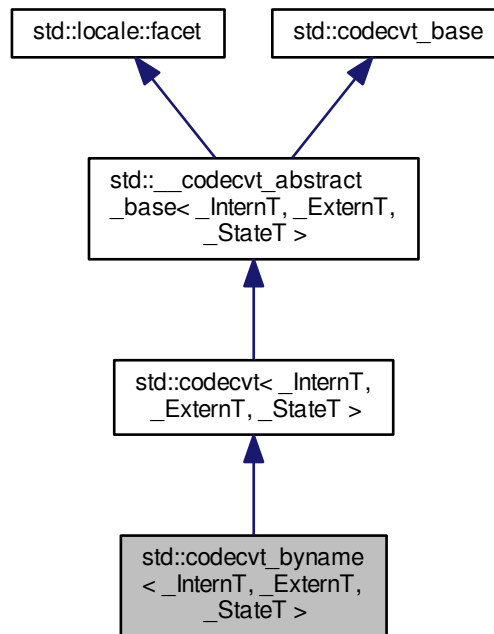 std::locale::facet
std::codecvt_base
std::__codecvt_abstract
_base< _InternT, _ExternT,
_StateT >
std::codecvt< _InternT,
_ExternT, _StateT >
std::codecvt_byname
< _InternT, _ExternT,
_StateT >